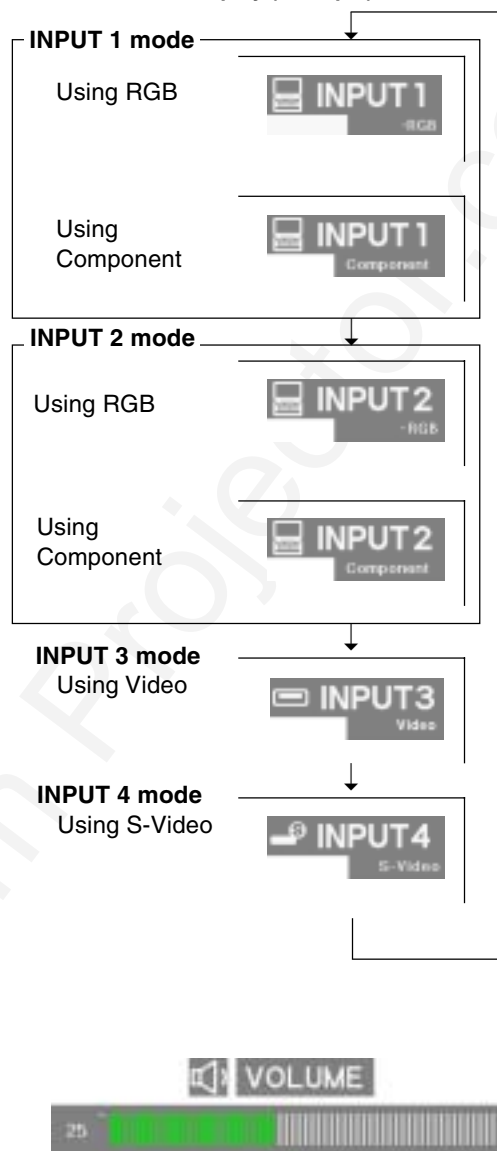 INPUT 1 mode
Using RGB
INPUT 1
-RGB
Using
Component
INPUT 1
Component
INPUT 2 mode
Using RGB
INPUT 2
-RGB
Using
Component
INPUT 2
Component
INPUT 3 mode
Using Video
INPUT3
Video
INPUT 4 mode
Using S-Video
INPUT4
S-Video
VOLUME
25